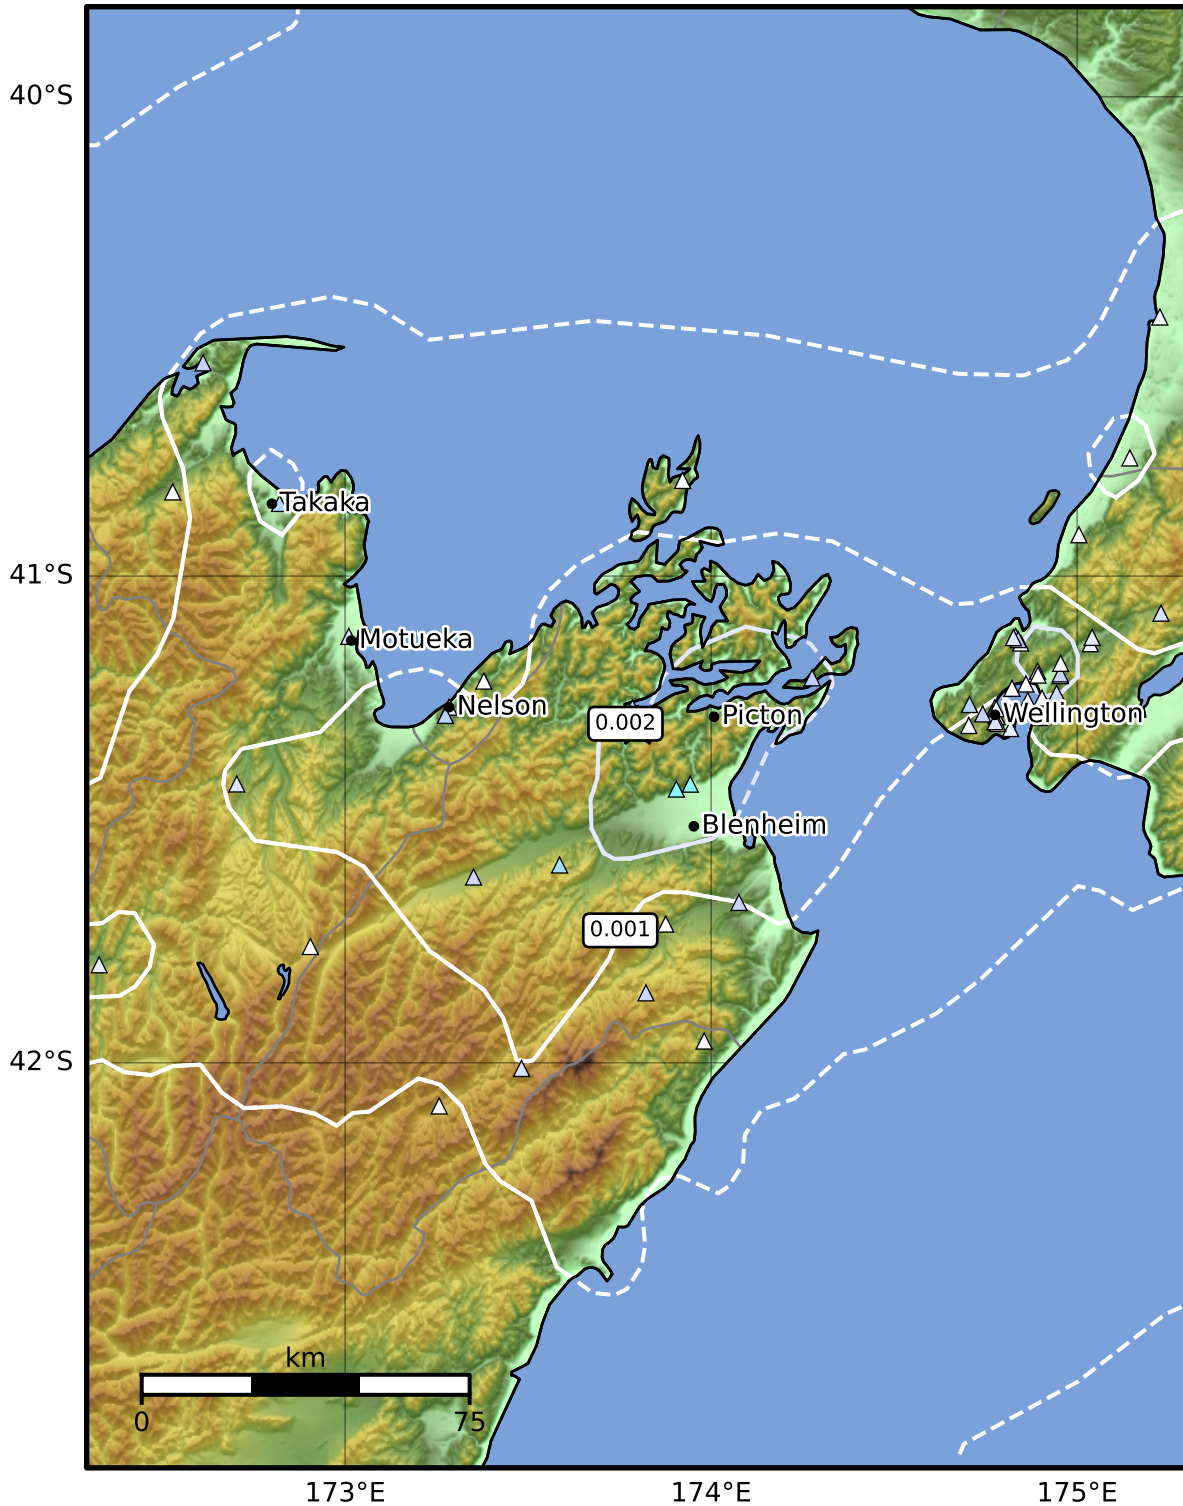 40°S
Takaka
41°S
Motueka
Nelson
0.002
Picton
Wellington
Blenheim
0.001
42°S
km
0
75
173°E
174°E
175°E